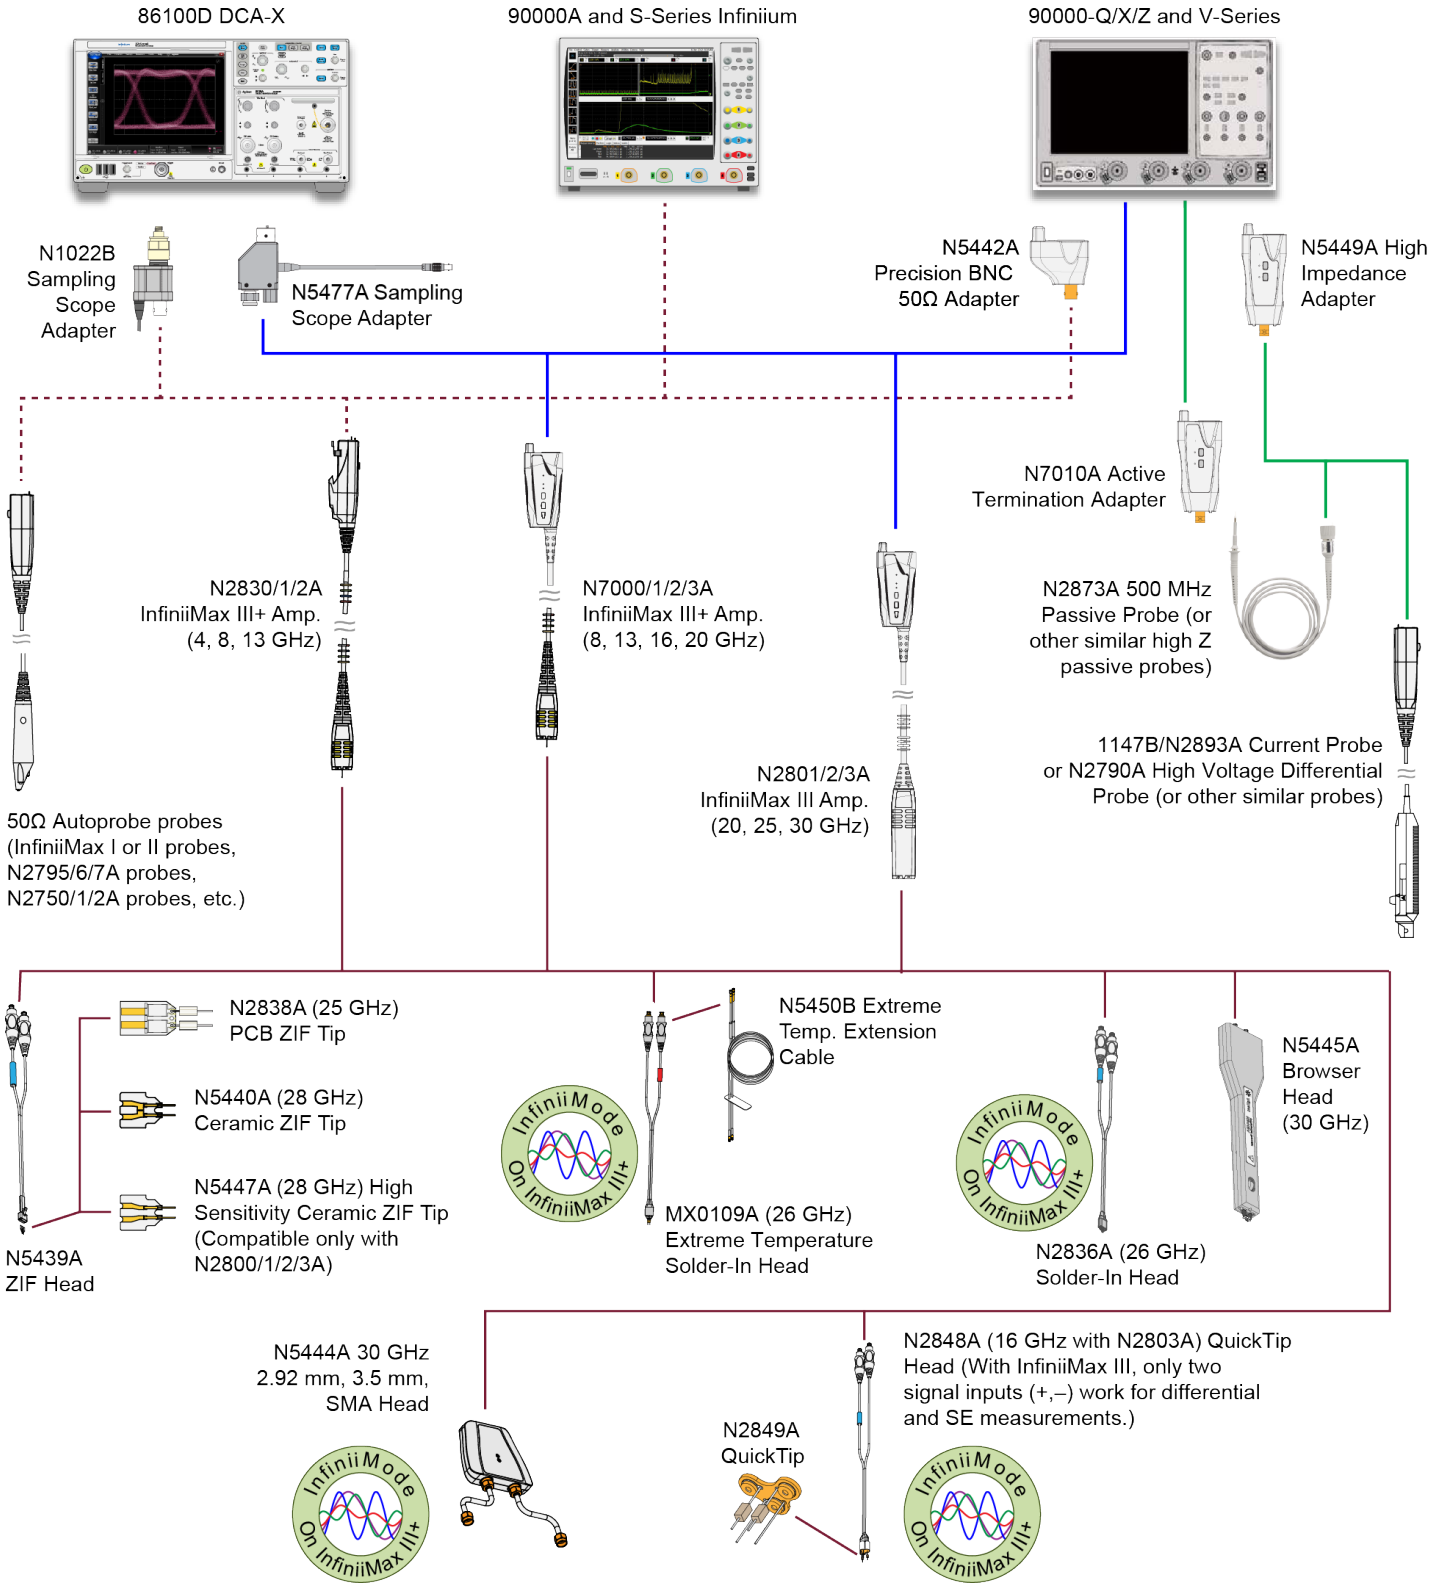 86100D DCA-X
90000A and S-Series Infiniium
90000-Q/X/Z and V-Series
N1022B
Sampling
Scope
Adapter
N5477A Sampling
Scope Adapter
N5442A
Precision BNC
50Ω Adapter
N5449A High
Impedance
Adapter
N7010A Active
Termination Adapter
N2830/1/2A
InfiniiMax III+ Amp.
(4, 8, 13 GHz)
N7000/1/2/3A
InfiniiMax III+ Amp.
(8, 13, 16, 20 GHz)
N2873A 500 MHz
Passive Probe (or
other similar high Z
passive probes)
N2801/2/3A
InfiniiMax III Amp.
(20, 25, 30 GHz)
1147B/N2893A Current Probe
or N2790A High Voltage Differential
Probe (or other similar probes)
50Ω Autoprobe probes
(InfiniiMax I or II probes,
N2795/6/7A probes,
N2750/1/2A probes, etc.)
N2838A (25 GHz)
PCB ZIF Tip
N5440A (28 GHz)
Ceramic ZIF Tip
N5447A (28 GHz) High
Sensitivity Ceramic ZIF Tip
(Compatible only with
N2800/1/2/3A)
N5439A
ZIF Head
N5450B Extreme
Temp. Extension
Cable
InfiniiMode
On InfiniiMax III+
MX0109A (26 GHz)
Extreme Temperature
Solder-In Head
InfiniiMode
On InfiniiMax III+
N2836A (26 GHz)
Solder-In Head
N5445A
Browser
Head
(30 GHz)
N5444A 30 GHz
2.92 mm, 3.5 mm,
SMA Head
InfiniiMode
On InfiniiMax III+
N2849A
QuickTip
N2848A (16 GHz with N2803A) QuickTip
Head (With InfiniiMax III, only two
signal inputs (+,–) work for differential
and SE measurements.)
InfiniiMode
On InfiniiMax III+